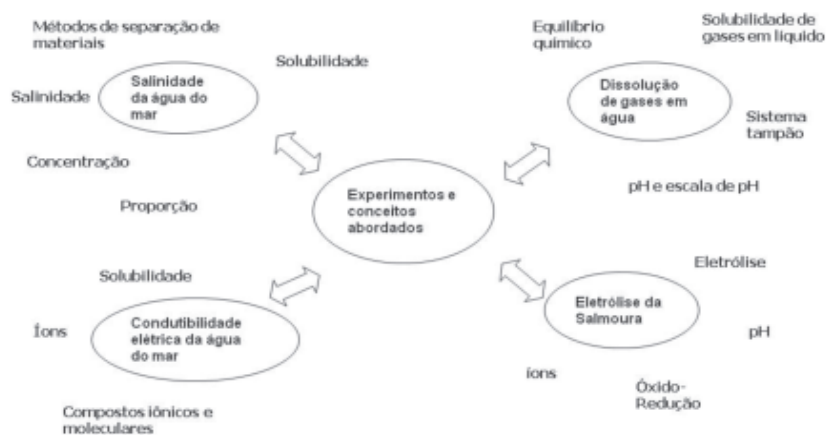 Métodos de separação de
materiais
Solubilidade
Salinidade
da água do
mar
Salinidade
Concentração
Proporção
Equilíbrio
químico
Solubilidade de
gases em líquido
Dissolução
de gases em
água
Sistema
tampão
pH e escala de pH
Experimentos e
conceitos
abordados
Solubilidade
Íons
Condutibilidade
elétrica da água
do mar
Compostos iônicos e
moleculares
Eletrólise
Eletrólise da
Salmoura
pH
íons
Óxido-
Redução